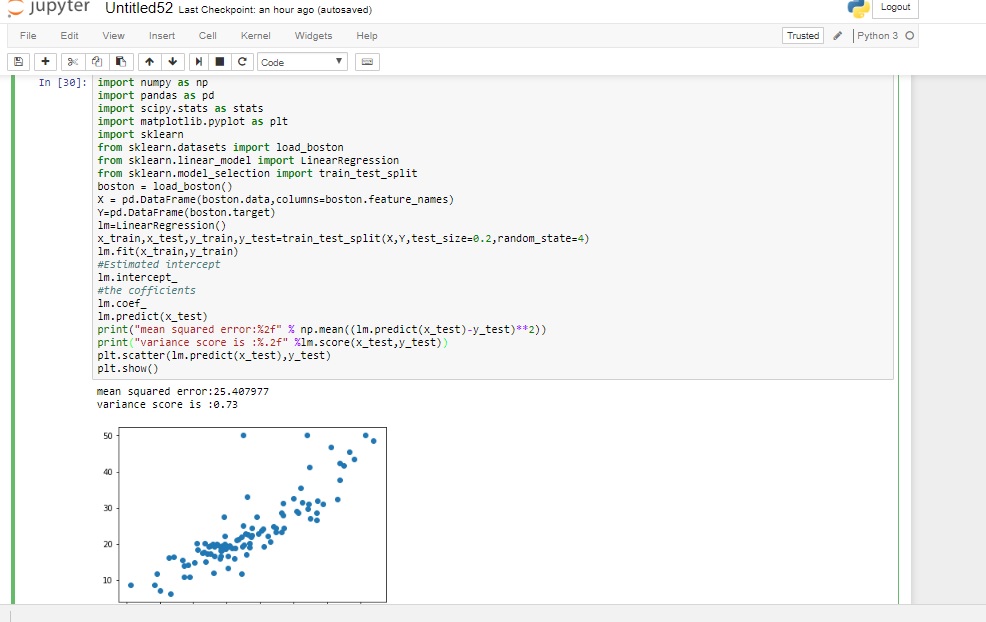 jupyter Untitled52 Last Checkpoint: an hour ago (autosaved) Logout
File Edit View Insert Cell Kernel Widgets Help Trusted Python 3
Code
In [30]: import numpy as np
import pandas as pd
import scipy.stats as stats
import matplotlib.pyplot as plt
import sklearn
from sklearn.datasets import load_boston
from sklearn.linear_model import LinearRegression
from sklearn.model_selection import train_test_split
boston = load_boston()
X = pd.DataFrame(boston.data,columns=boston.feature_names)
Y=pd.DataFrame(boston.target)
lm=LinearRegression()
x_train,x_test,y_train,y_test=train_test_split(X,Y,test_size=0.2,random_state=4)
lm.fit(x_train,y_train)
#Estimated intercept
lm.intercept_
#the cofficients
lm.coef_
lm.predict(x_test)
print("mean squared error:%2f" % np.mean((lm.predict(x_test)-y_test)**2))
print("variance score is :%.2f" %lm.score(x_test,y_test))
plt.scatter(lm.predict(x_test),y_test)
plt.show()
mean squared error:25.407977
variance score is :0.73
50
40
30
20
10